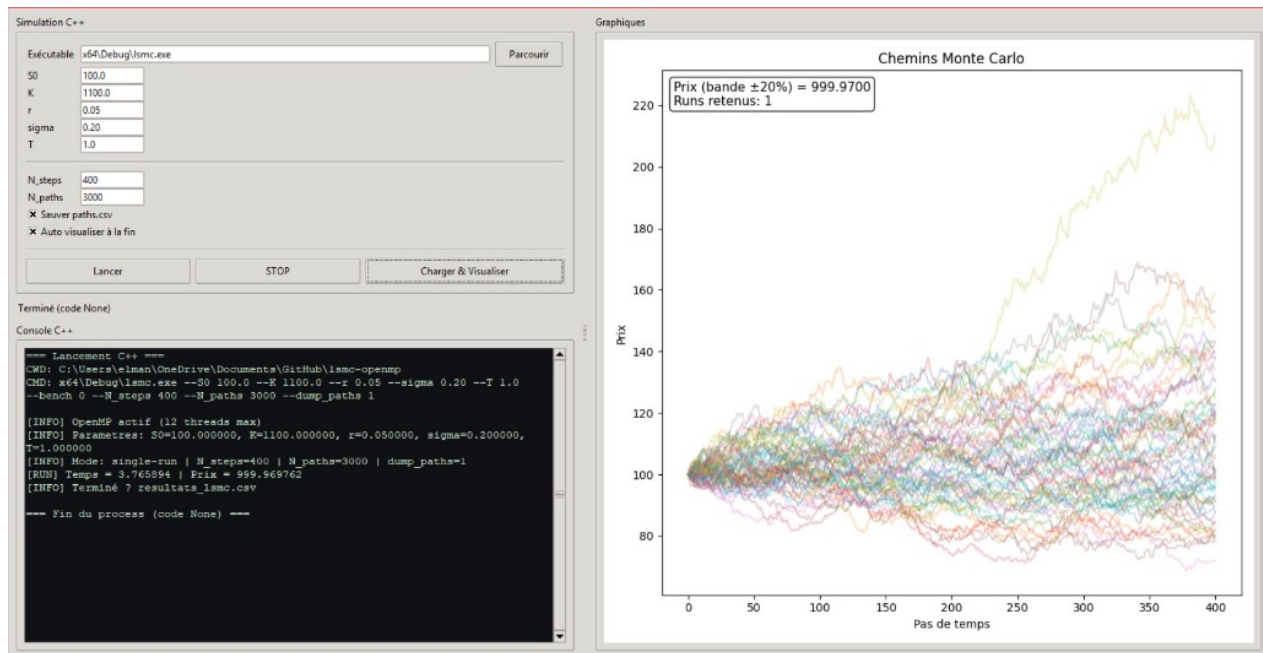 Simulation C++
Exécutable x64\Debug\lsmc.exe Parcourir
S0 100.0
K 1100.0
r 0.05
sigma 0.20
T 1.0
N_steps 400
N_paths 3000
Sauver paths.csv
Auto visualiser à la fin
Lancer STOP Charger & Visualiser
Terminé (code None)
Console C++
=== Lancement C++ ===
CWD: C:\Users\elman\OneDrive\Documents\GitHub\lsmc-openmp
CMD: x64\Debug\lsmc.exe --S0 100.0 --K 1100.0 --r 0.05 --sigma 0.20 --T 1.0
--bench 0 --N_steps 400 --N_paths 3000 --dump_paths 1
[INFO] OpenMP actif (12 threads max)
[INFO] Parametres: S0=100.000000, K=1100.000000, r=0.050000, sigma=0.200000,
T=1.000000
[INFO] Mode: single-run | N_steps=400 | N_paths=3000 | dump_paths=1
[RUN] Temps = 3.765894 | Prix = 999.969762
[INFO] Terminé ? resultats_lsmc.csv
=== Fin du process (code None) ===
Graphiques
Chemins Monte Carlo
Prix (bande ±20%) = 999.9700
Runs retenus: 1
Prix
220
200
180
160
140
120
100
80
0 50 100 150 200 250 300 350 400
Pas de temps